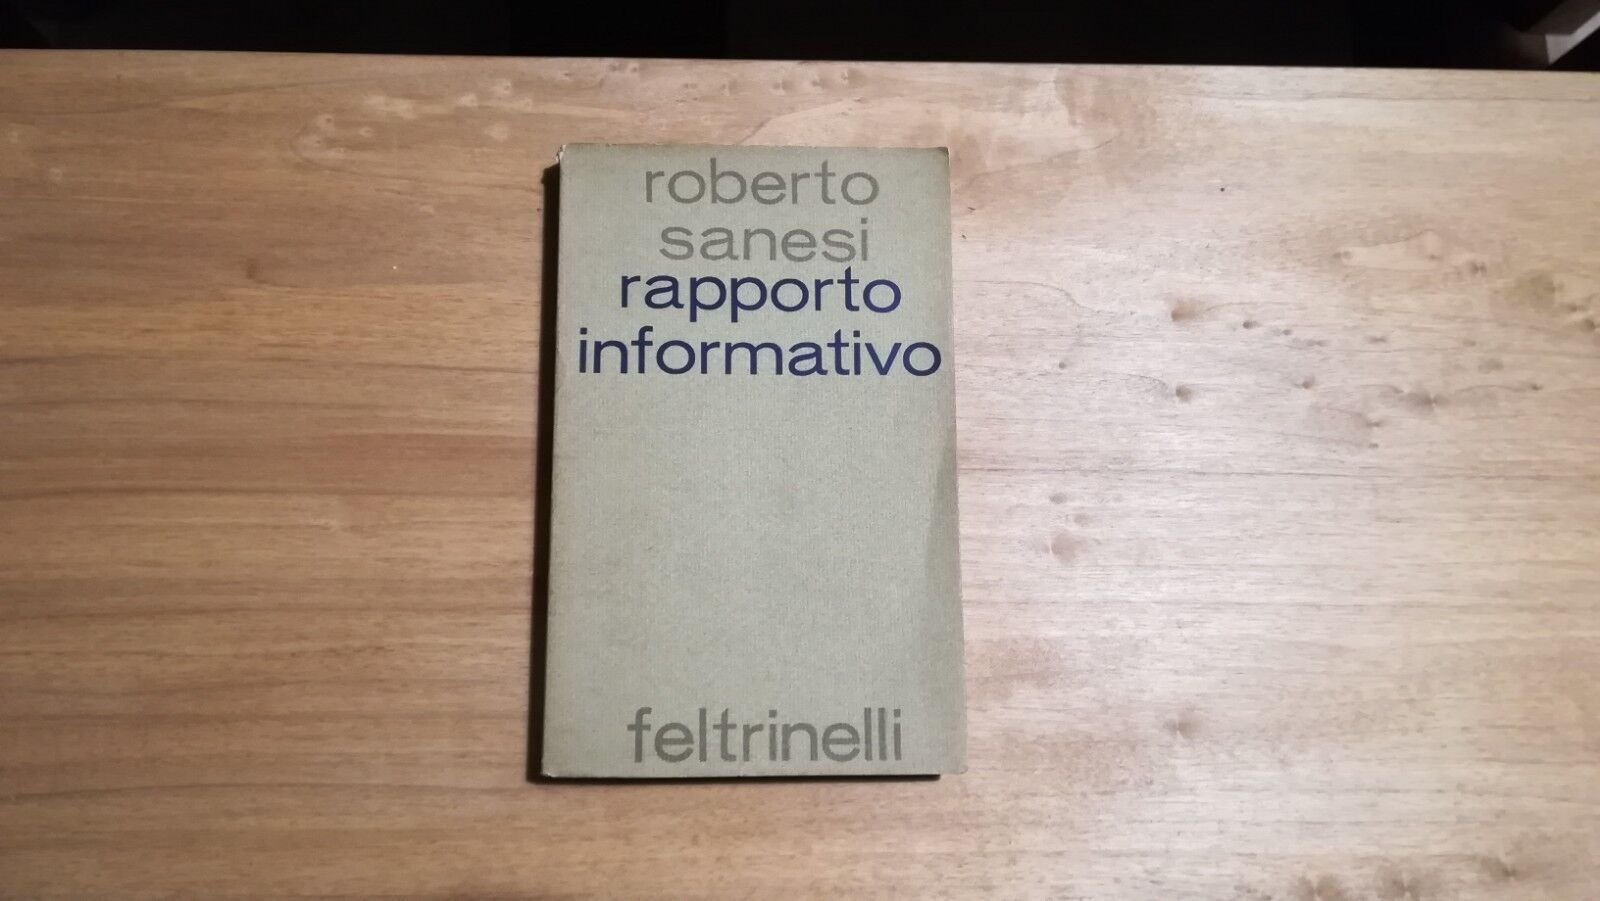 roberto
sanesi
rapporto
informativo
feltrinelli